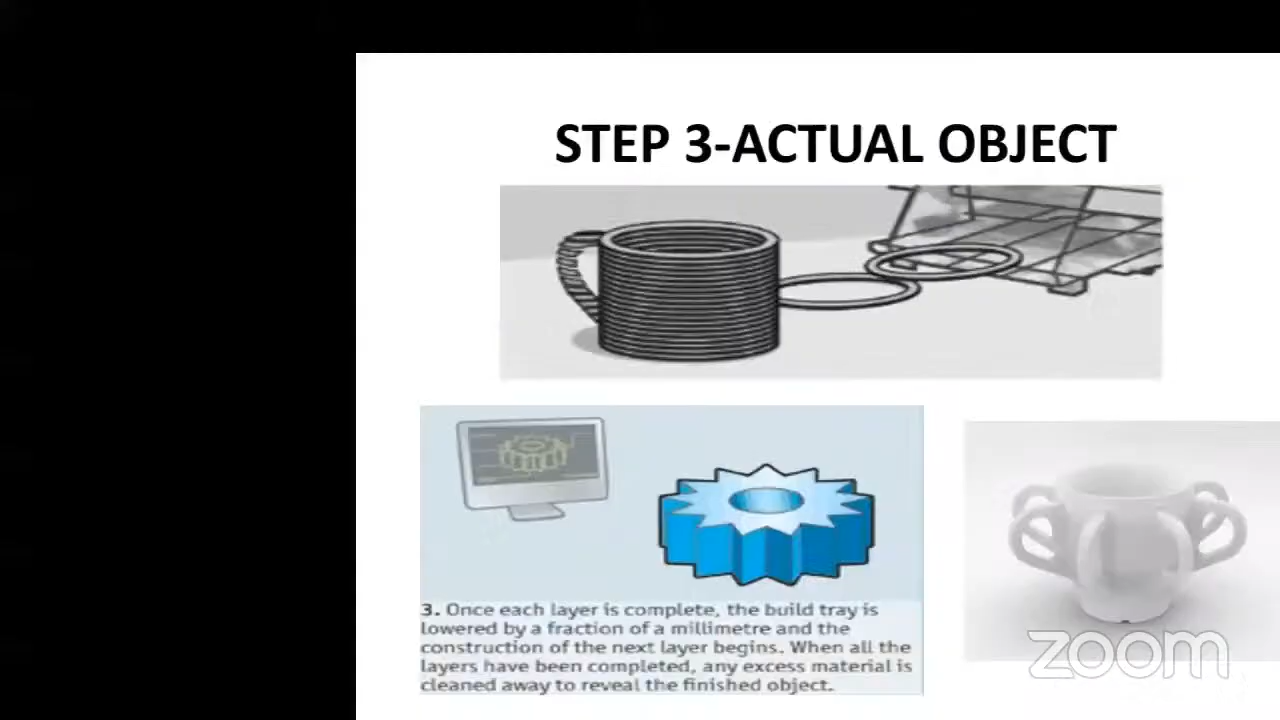 STEP 3-ACTUAL OBJECT
3. Once each layer is complete, the build tray is
lowered by a fraction of a millimetre and the
construction of the next layer begins. When all the
layers have been completed, any excess material is
cleaned away to reveal the finished object.
zoom